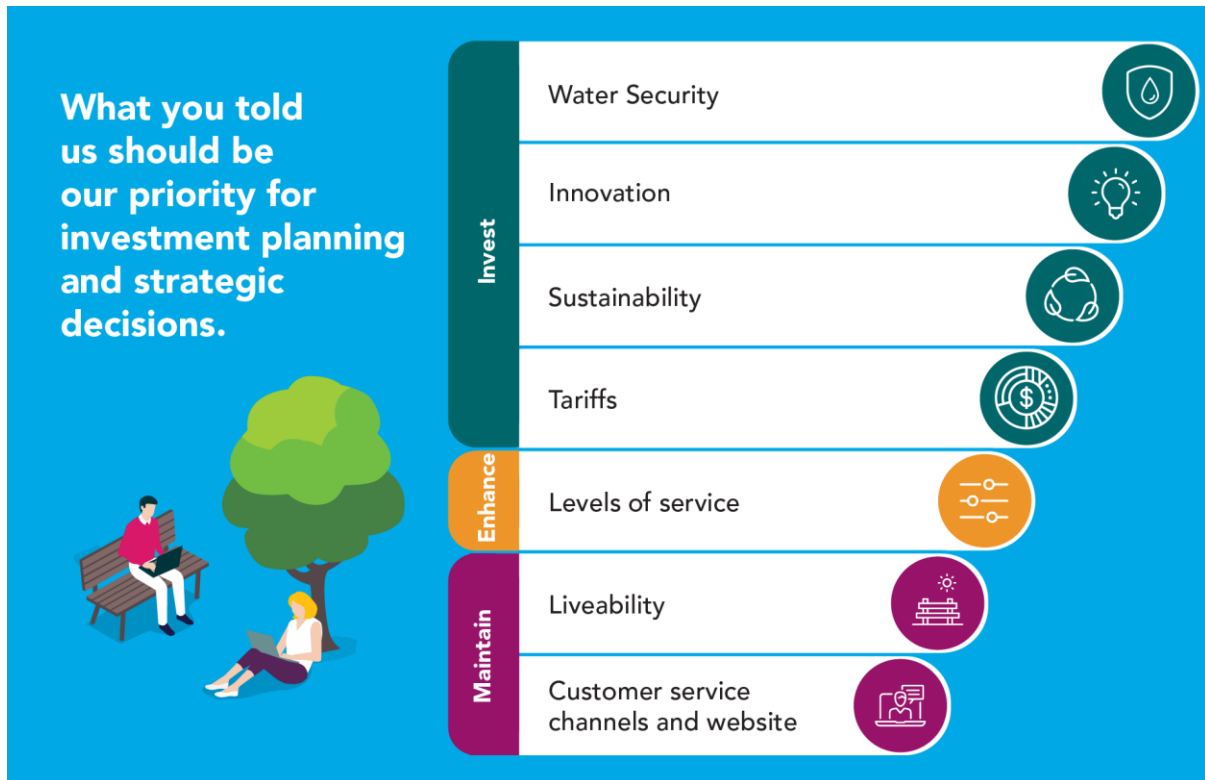 What you told
us should be
our priority for
investment planning
and strategic
decisions.
Invest
Water Security
Innovation
Sustainability
Tariffs
$
Enhance
Levels of service
Maintain
Liveability
Customer service
channels and website